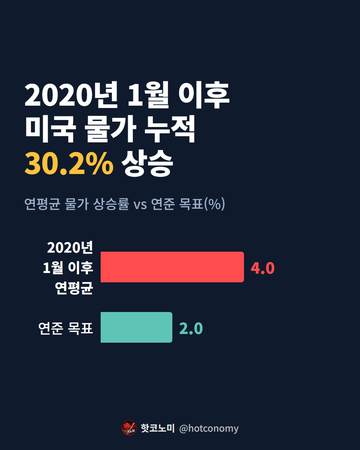 2020년 1월 이후
미국 물가 누적
30.2% 상승
연평균 물가 상승률 vs 연준 목표(%)
2020년
1월 이후
연평균
4.0
연준 목표
2.0
핫코노미 @hotconomy